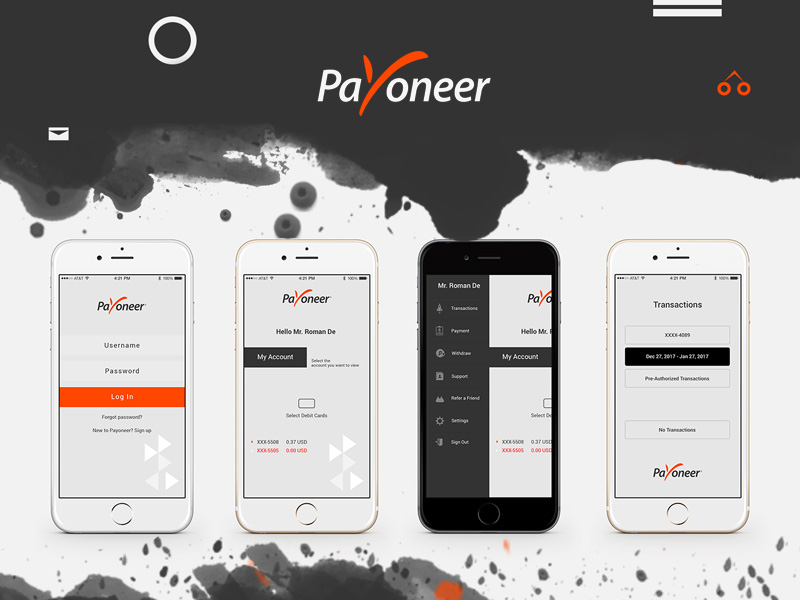 Payoneer
AT&T 4:21 PM 100%
Payoneer
Username
Password
Log In
Forgot password?
New to Payoneer? Sign up
AT&T 4:21 PM 100%
Payoneer
Hello Mr. Roman De
My Account
Select the
account you want to view
Select Debit Cards
XXX-5508 0.37 USD
XXX-5505 0.00 USD
Mr. Roman De
Transactions
Payment
Withdraw
Support
Refer a Friend
Settings
Sign Out
Payo
Hello Mr. R
My Account
Select De
XXX-5508 0.37 U
XXX-5505 0.00 U
AT&T 4:21 PM 100%
Transactions
XXXX-4089
Dec 27, 2017 - Jan 27, 2017
Pre-Authorized Transactions
No Transactions
Payoneer